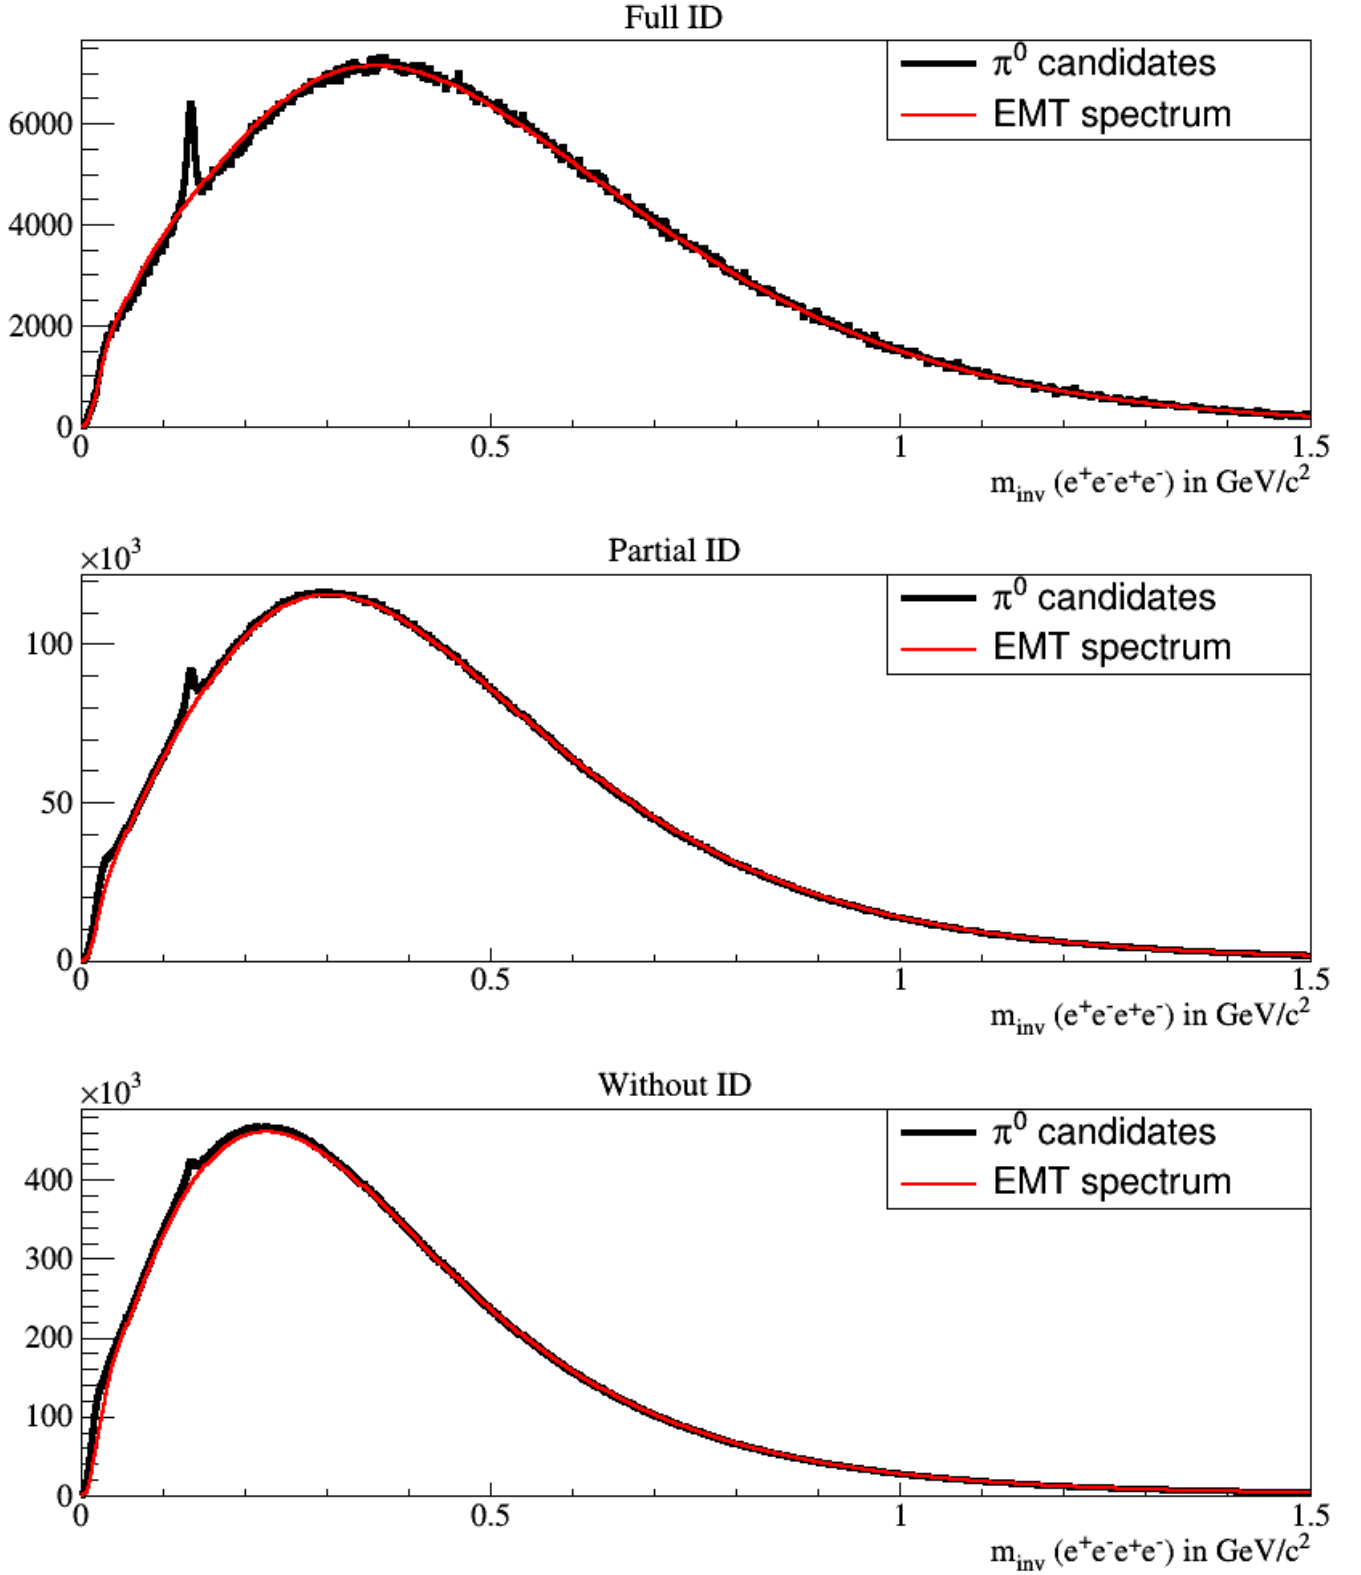 Full ID
π⁰ candidates
EMT spectrum
6000
4000
2000
0
0 0.5 1 1.5
m_inv (e⁺e⁻e⁺e⁻) in GeV/c²
×10³
Partial ID
π⁰ candidates
EMT spectrum
100
50
0
0 0.5 1 1.5
m_inv (e⁺e⁻e⁺e⁻) in GeV/c²
×10³
Without ID
π⁰ candidates
EMT spectrum
400
300
200
100
0
0 0.5 1 1.5
m_inv (e⁺e⁻e⁺e⁻) in GeV/c²